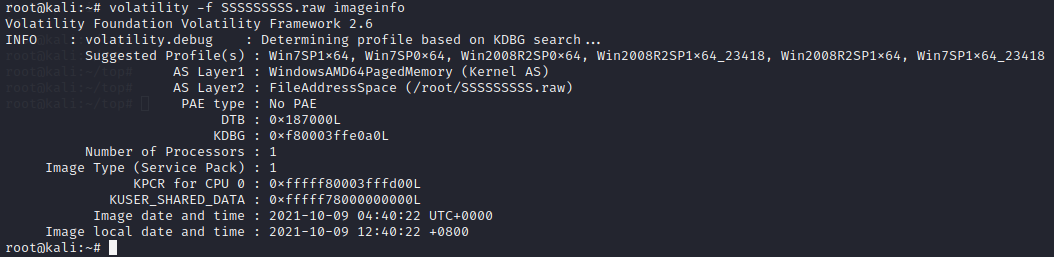 root@kali:~# volatility -f SSSSSSSSS.raw imageinfo
Volatility Foundation Volatility Framework 2.6
INFO    : volatility.debug    : Determining profile based on KDBG search...
Suggested Profile(s) : Win7SP1×64, Win7SP0×64, Win2008R2SP0×64, Win2008R2SP1×64_23418, Win2008R2SP1×64, Win7SP1×64_23418
AS Layer1 : WindowsAMD64PagedMemory (Kernel AS)
AS Layer2 : FileAddressSpace (/root/SSSSSSSSS.raw)
PAE type : No PAE
DTB : 0×187000L
KDBG : 0×f80003ffe0a0L
Number of Processors : 1
Image Type (Service Pack) : 1
KPCR for CPU 0 : 0×fffff80003fffd00L
KUSER_SHARED_DATA : 0×fffff78000000000L
Image date and time : 2021-10-09 04:40:22 UTC+0000
Image local date and time : 2021-10-09 12:40:22 +0800
root@kali:~#